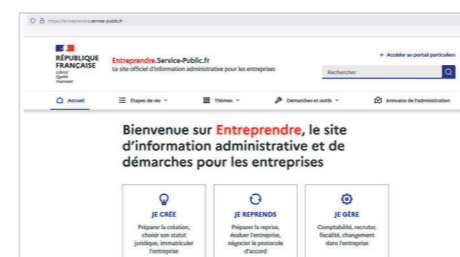 https://entreprendre.service-public.fr
RÉPUBLIQUE
FRANÇAISE
Liberté
Égalité
Fraternité
Entreprendre.Service-Public.fr
Le site officiel d'information administrative pour les entreprises
Accéder au portail particuliers
Rechercher
Accueil
Étapes de vie
Thèmes
Démarches et outils
Annuaire de l'administration
Bienvenue sur Entreprendre, le site
d'information administrative et de
démarches pour les entreprises
JE CRÉE
Préparer la création,
choisir son statut
juridique, immatriculer
l'entreprise
JE REPRENDS
Préparer la reprise,
évaluer l'entreprise,
négocier le protocole
d'accord
JE GÈRE
Comptabilité, recruter,
fiscalité, changement
dans l'entreprise